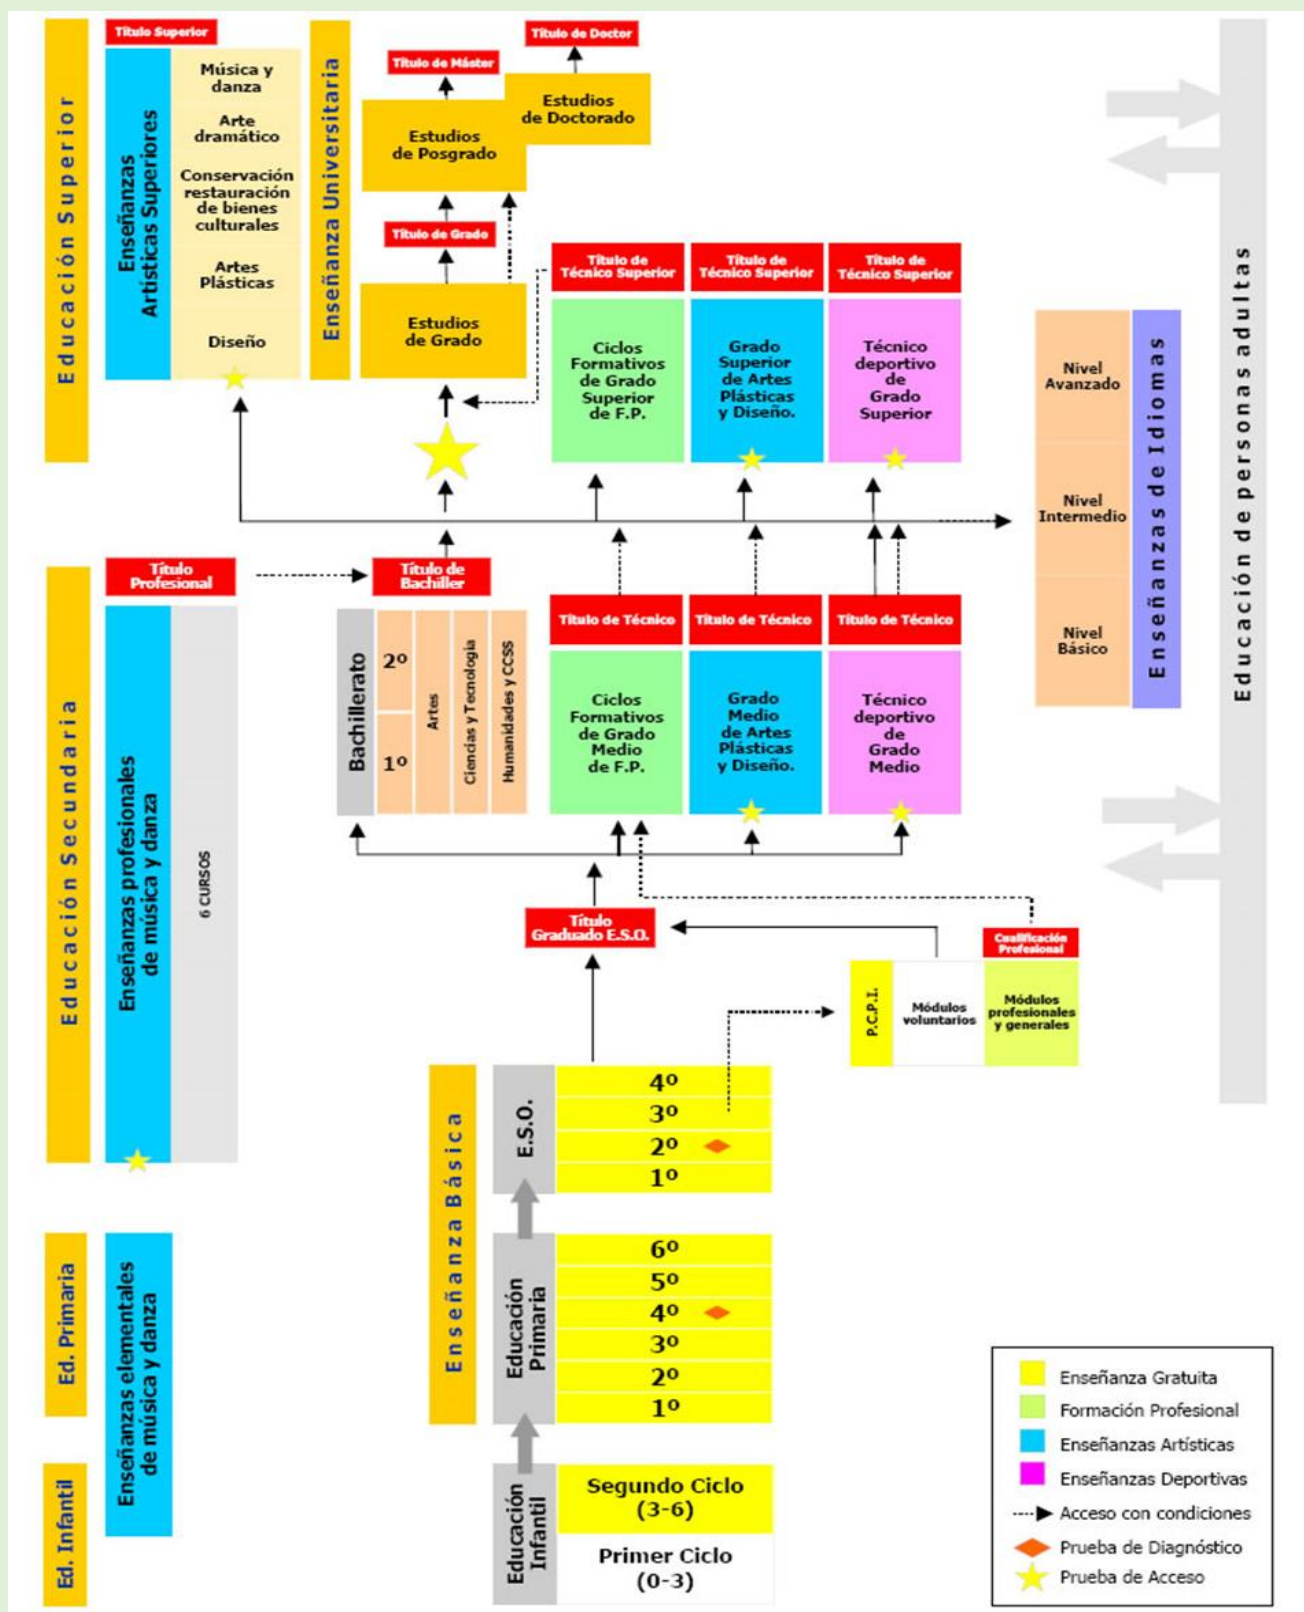 Educación Superior
Título Superior
Enseñanzas
Artísticas Superiores
Música y
danza
Arte
dramático
Conservación
restauración
de bienes
culturales
Artes
Plásticas
Diseño
Enseñanza Universitaria
Título de Máster
Título de Doctor
Estudios
de Posgrado
Estudios
de Doctorado
Título de Grado
Estudios
de Grado
Título de
Técnico Superior
Ciclos
Formativos
de Grado
Superior
de F.P.
Título de
Técnico Superior
Grado
Superior
de Artes
Plásticas
y Diseño.
Título de
Técnico Superior
Técnico
deportivo
de
Grado
Superior
Nivel
Avanzado
Nivel
Intermedio
Nivel
Básico
Enseñanzas de Idiomas
Educación de personas adultas
Educación Secundaria
Título
Profesional
Enseñanzas profesionales
de música y danza
6 CURSOS
Título de
Bachiller
Bachillerato
2º
1º
Artes
Ciencias y Tecnología
Humanidades y CCSS
Título de Técnico
Ciclos
Formativos
de Grado
Medio
de F.P.
Título de Técnico
Grado
Medio
de Artes
Plásticas
y Diseño.
Título de Técnico
Técnico
deportivo
de
Grado
Medio
Título
Graduado E.S.O.
Cualificación
Profesional
P.C.P.I.
Módulos
voluntarios
Módulos
profesionales
y generales
Enseñanza Básica
E.S.O.
4º
3º
2º
1º
Ed. Primaria
Enseñanzas elementales
de música y danza
Educación
Primaria
6º
5º
4º
3º
2º
1º
Ed. Infantil
Educación
Infantil
Segundo Ciclo
(3-6)
Primer Ciclo
(0-3)
Enseñanza Gratuita
Formación Profesional
Enseñanzas Artísticas
Enseñanzas Deportivas
Acceso con condiciones
Prueba de Diagnóstico
Prueba de Acceso